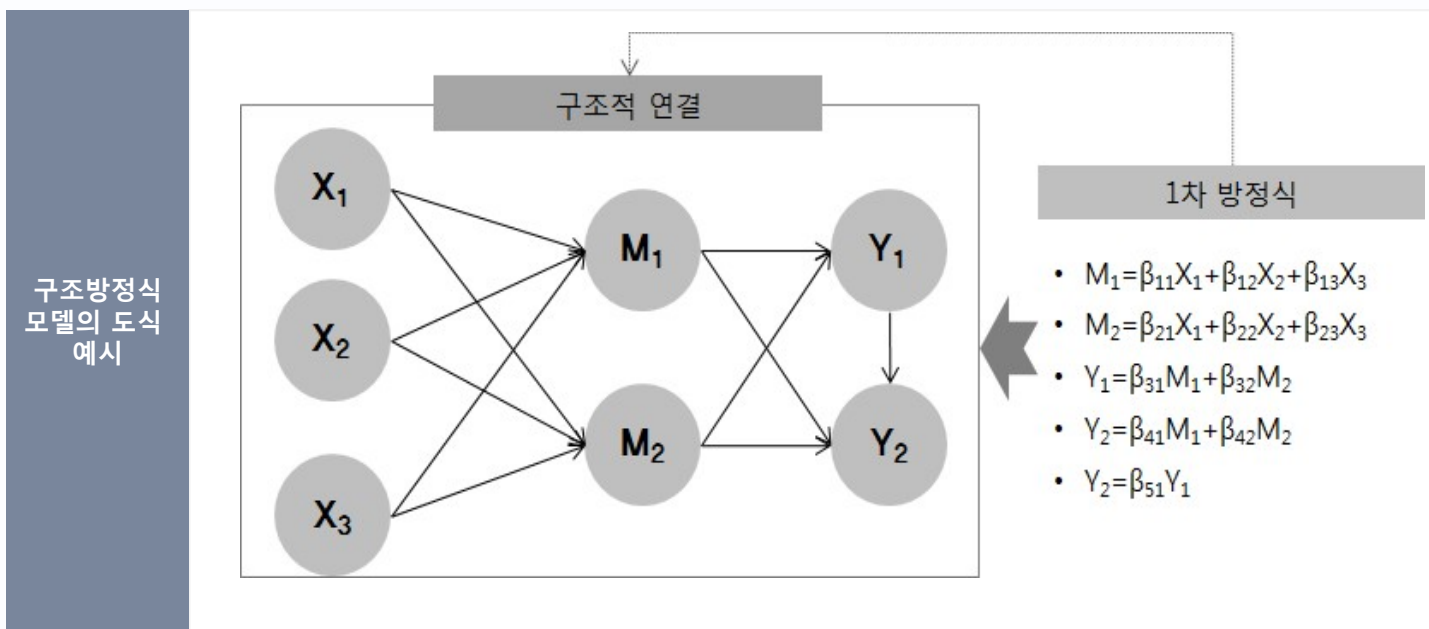 구조방정식
모델의 도식
예시
구조적 연결
X₁
X₂
X₃
M₁
M₂
Y₁
Y₂
1차 방정식
• M₁=β₁₁X₁+β₁₂X₂+β₁₃X₃
• M₂=β₂₁X₁+β₂₂X₂+β₂₃X₃
• Y₁=β₃₁M₁+β₃₂M₂
• Y₂=β₄₁M₁+β₄₂M₂
• Y₂=β₅₁Y₁